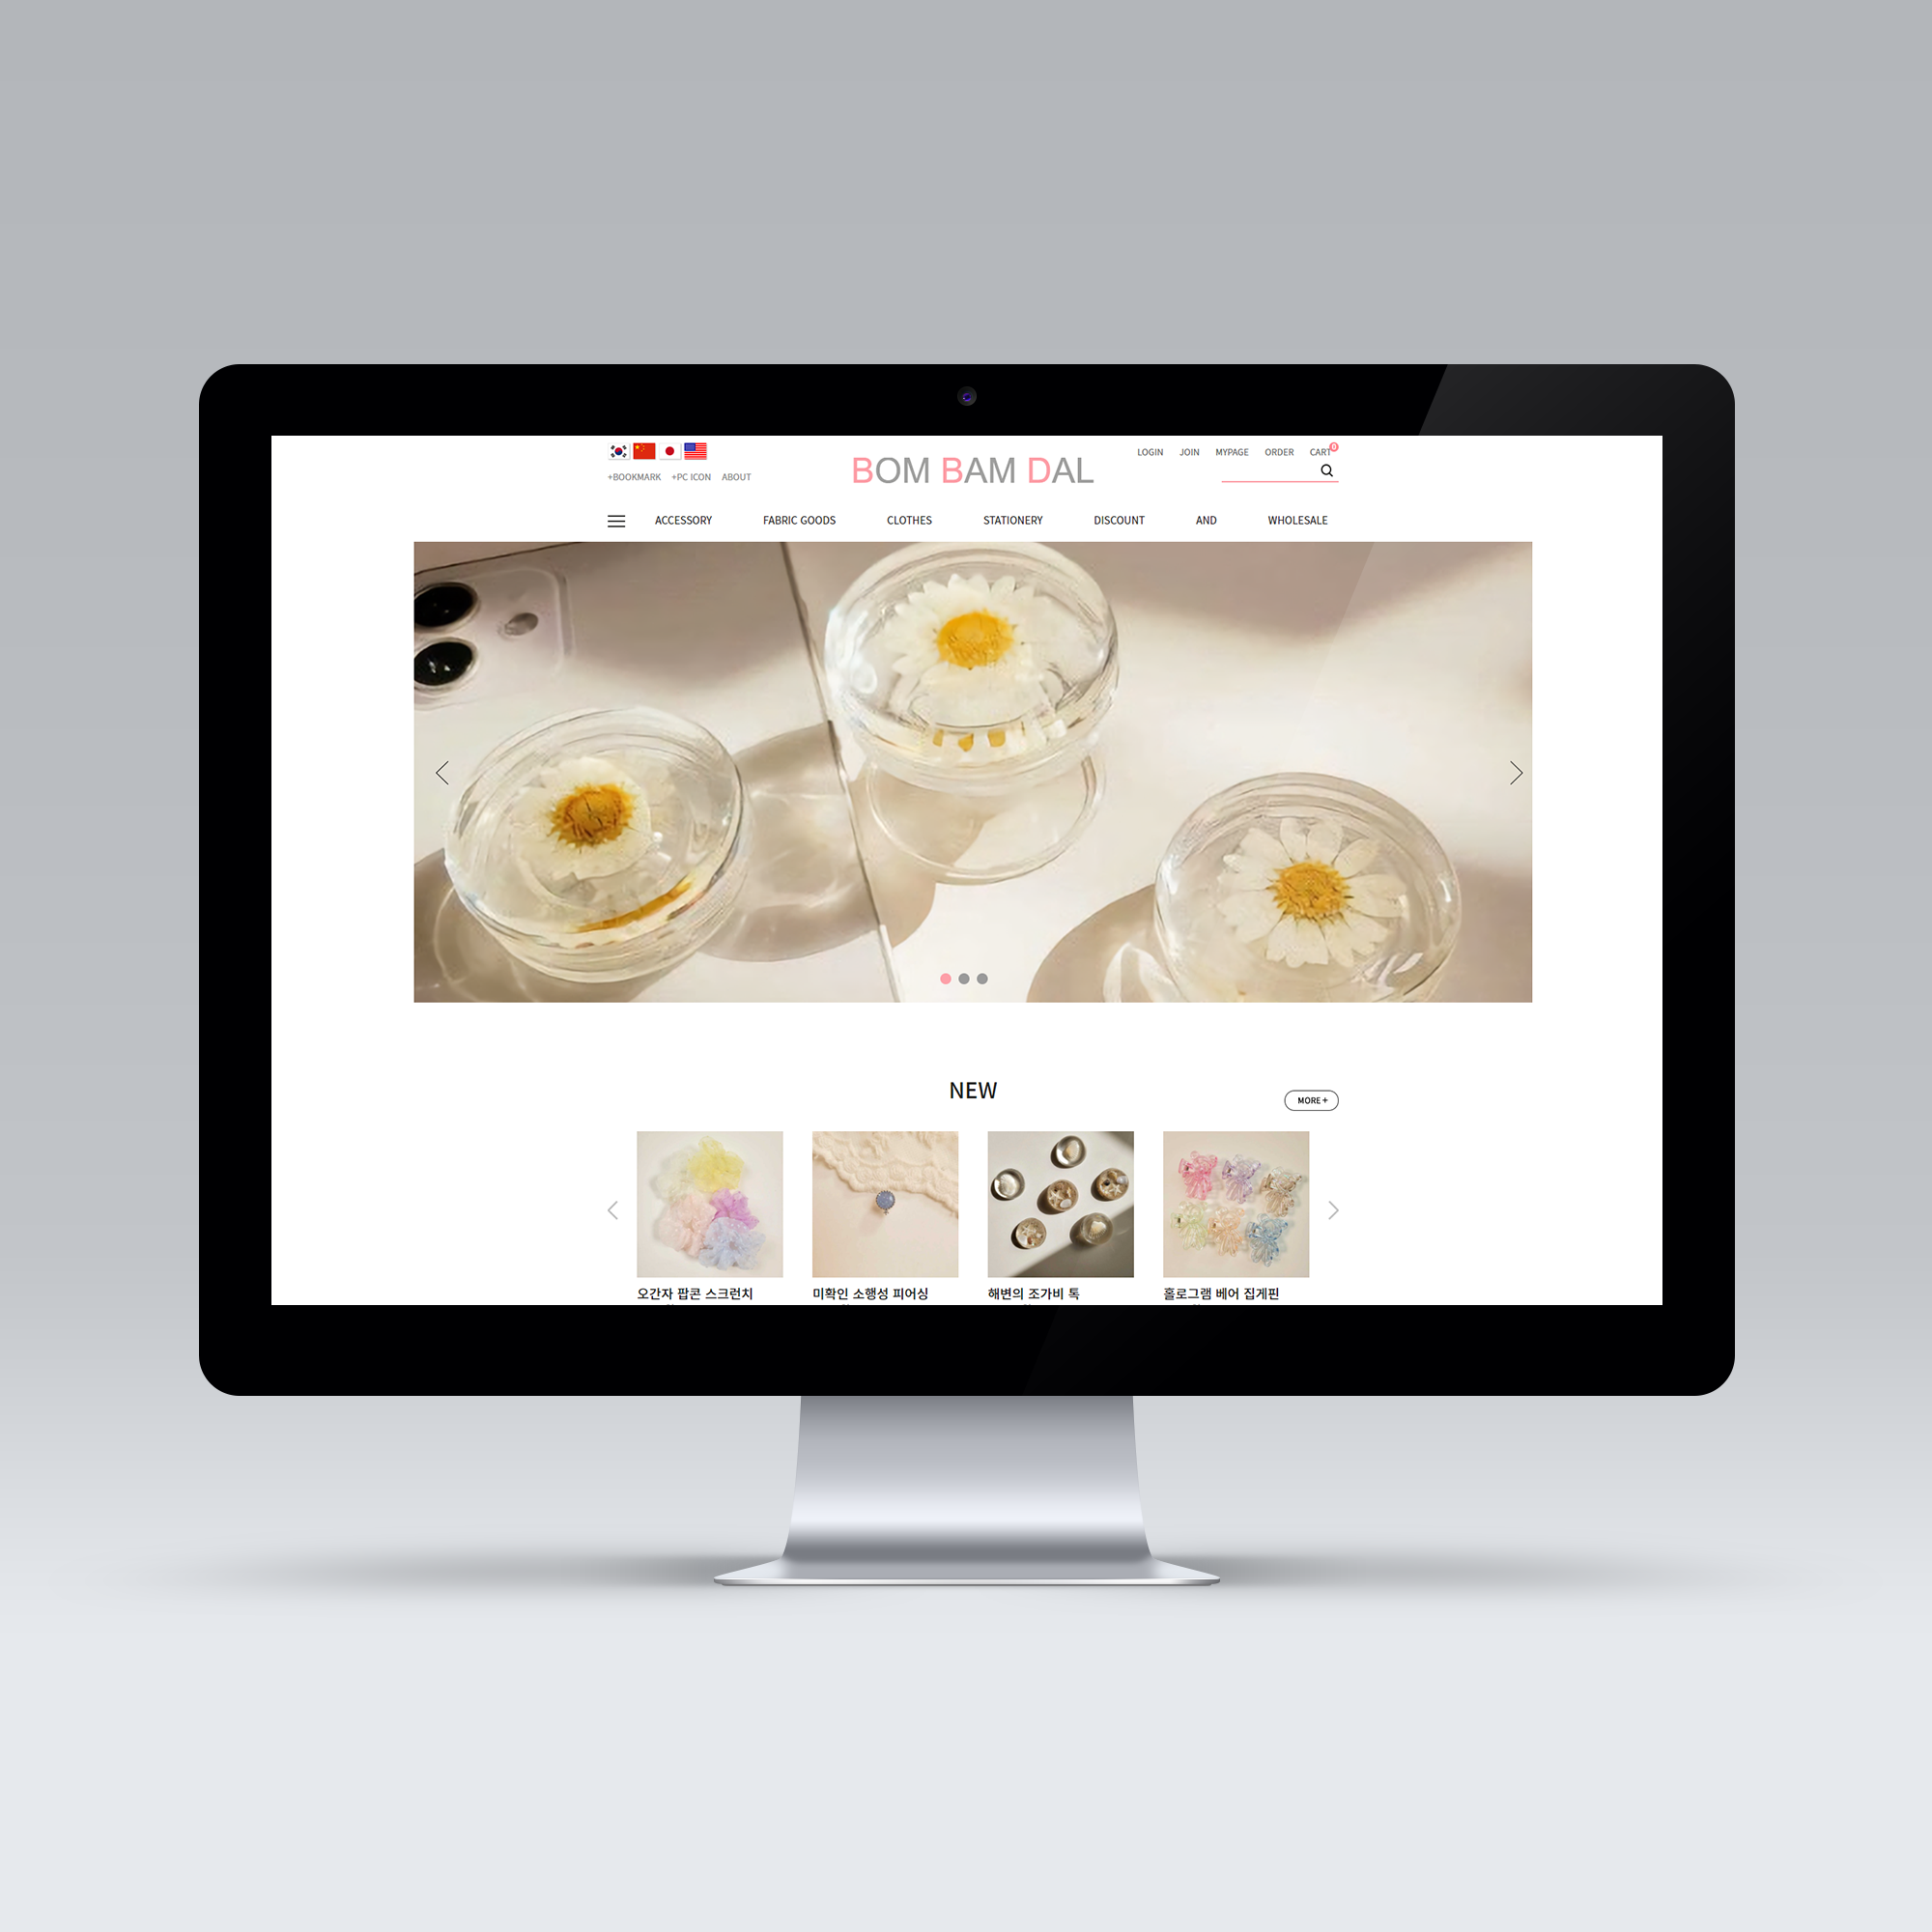 LOGIN JOIN MYPAGE ORDER CART 0
BOM BAM DAL
+BOOKMARK +PC ICON ABOUT
ACCESSORY FABRIC GOODS CLOTHES STATIONERY DISCOUNT AND WHOLESALE
NEW
MORE +
오간자 팝콘 스크런치
미확인 소행성 피어싱
해변의 조가비 톡
홀로그램 베어 집게핀